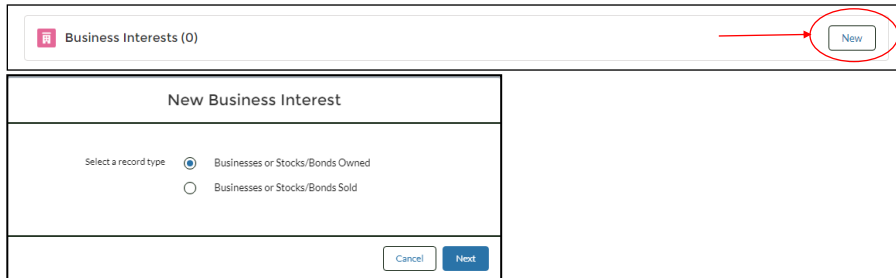 Business Interests (0)
New
New Business Interest
Select a record type
Businesses or Stocks/Bonds Owned
Businesses or Stocks/Bonds Sold
Cancel
Next